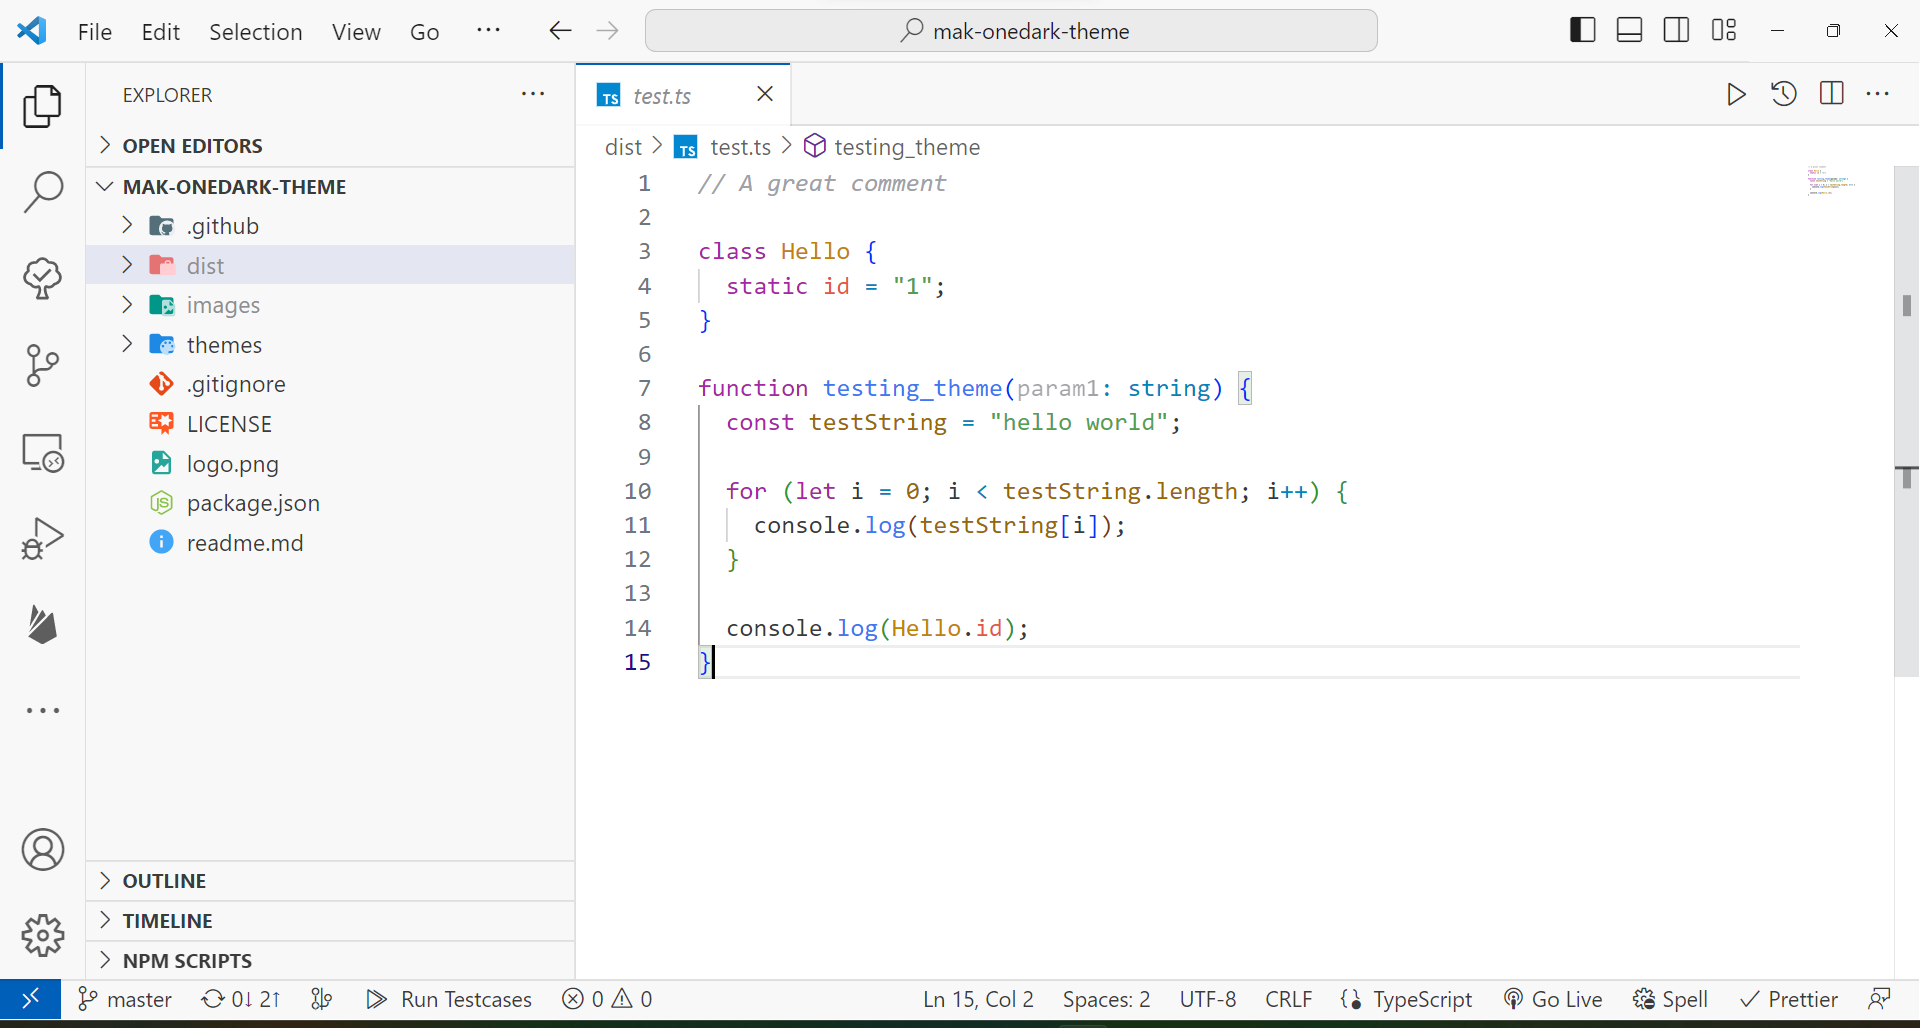 File Edit Selection View Go ··· mak-onedark-theme
EXPLORER ···
OPEN EDITORS
MAK-ONEDARK-THEME
.github
dist
images
themes
.gitignore
LICENSE
logo.png
package.json
readme.md
OUTLINE
TIMELINE
NPM SCRIPTS
TS test.ts
dist > TS test.ts > testing_theme
1 // A great comment
2
3 class Hello {
4 static id = "1";
5 }
6
7 function testing_theme(param1: string) {
8 const testString = "hello world";
9
10 for (let i = 0; i < testString.length; i++) {
11 console.log(testString[i]);
12 }
13
14 console.log(Hello.id);
15 }
master 0↓ 2↑ Run Testcases 0 0 Ln 15, Col 2 Spaces: 2 UTF-8 CRLF TypeScript Go Live Spell Prettier